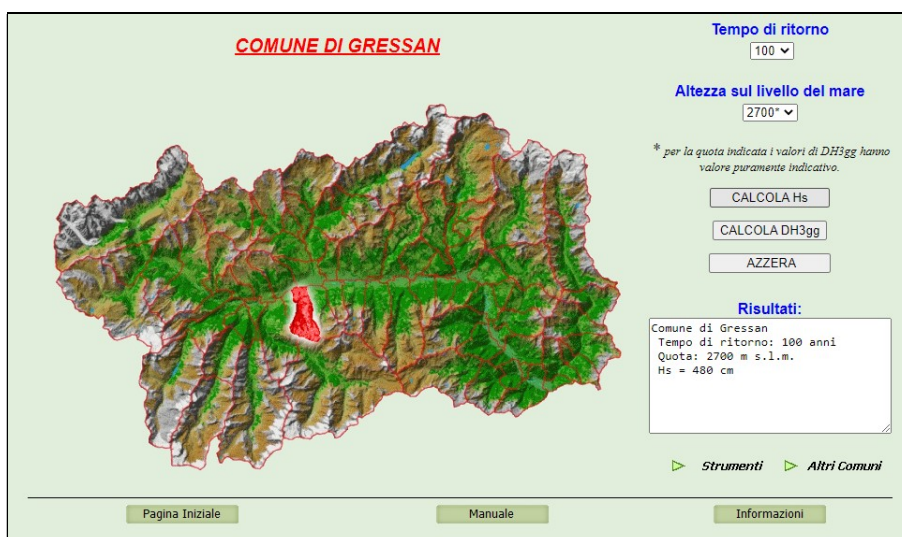 COMUNE DI GRESSAN
Tempo di ritorno
100
Altezza sul livello del mare
2700*
* per la quota indicata i valori di DH3gg hanno
valore puramente indicativo.
CALCOLA Hs
CALCOLA DH3gg
AZZERA
Risultati:
Comune di Gressan
Tempo di ritorno: 100 anni
Quota: 2700 m s.l.m.
Hs = 480 cm
Strumenti
Altri Comuni
Pagina Iniziale
Manuale
Informazioni